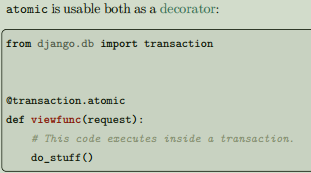 atomic is usable both as a decorator:
from django.db import transaction
@transaction.atomic
def viewfunc(request):
# This code executes inside a transaction.
do_stuff()